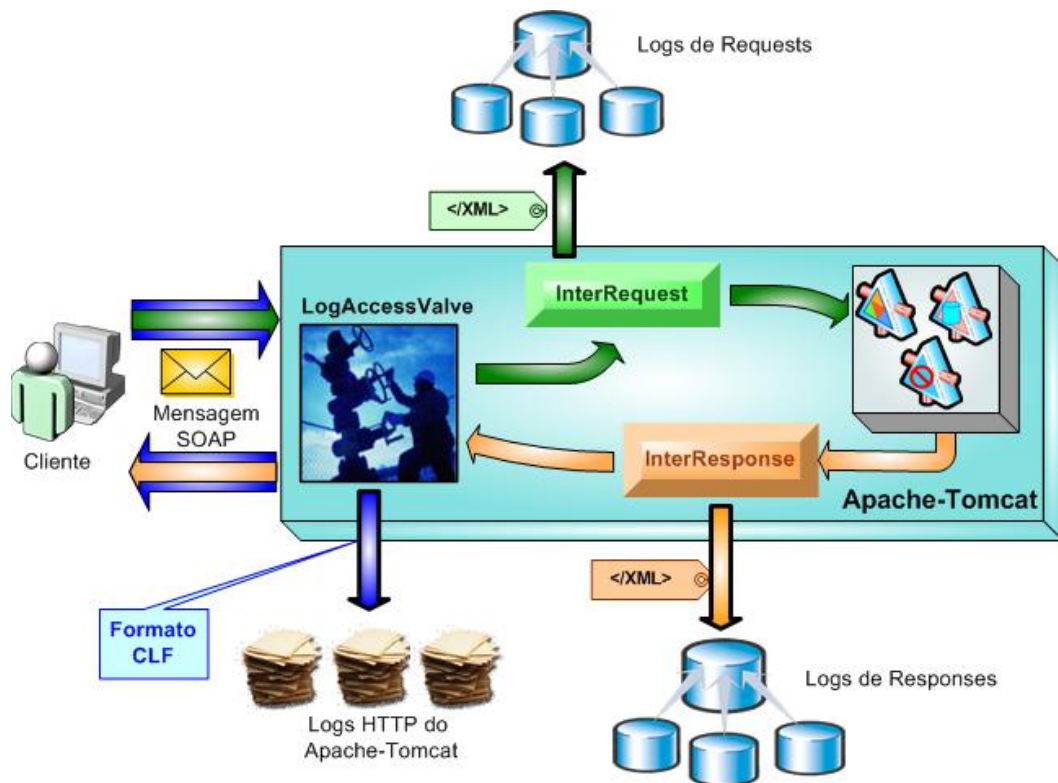 Logs de Requests
</XML>
InterRequest
LogAccessValve
Mensagem
SOAP
Cliente
InterResponse
Apache-Tomcat
</XML>
Formato
CLF
Logs HTTP do
Apache-Tomcat
Logs de Responses